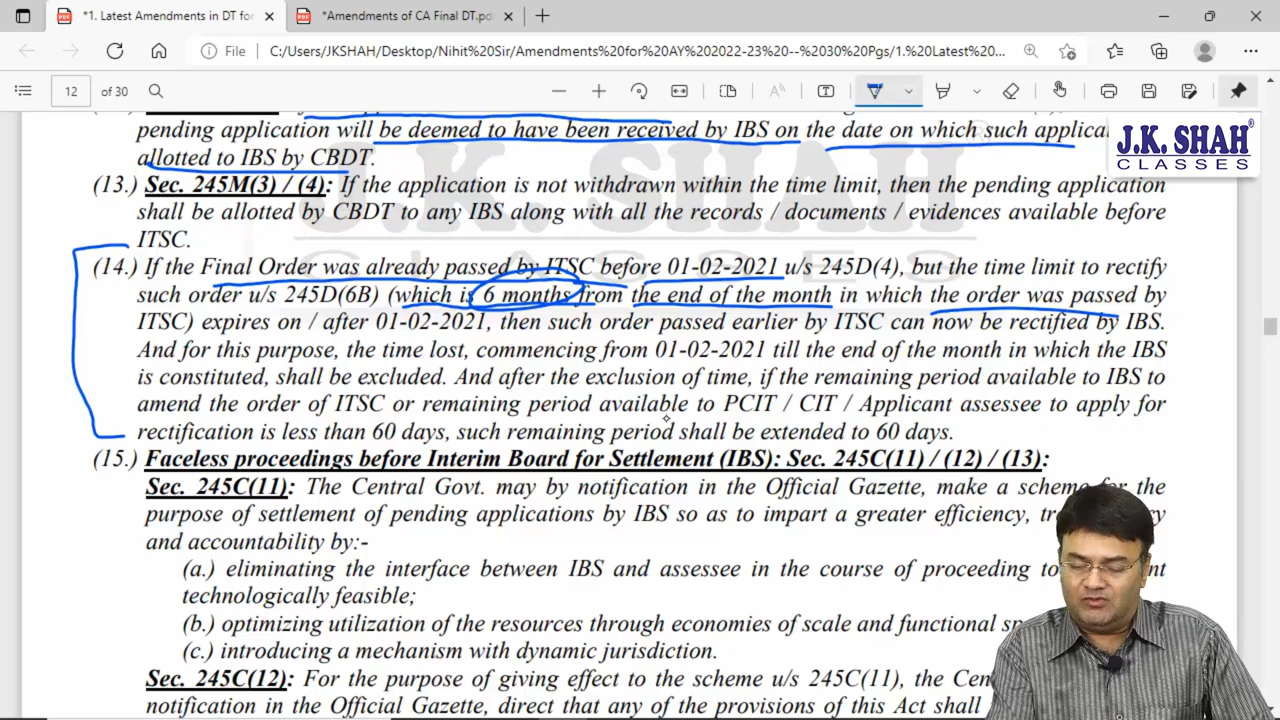 *1. Latest Amendments in DT for
*Amendments of CA Final DT.pd
File
C:/Users/JKSHAH/Desktop/Nihit%20Sir/Amendments%20for%20AY%202022-23%20--%2030%20Pgs/1.%20Latest%20...
12 of 30
pending application will be deemed to have been received by IBS on the date on which such applic
allotted to IBS by CBDT.
J.K. SHAH
CLASSES
(13.) Sec. 245M(3) / (4): If the application is not withdrawn within the time limit, then the pending application
shall be allotted by CBDT to any IBS along with all the records / documents / evidences available before
ITSC.
J.K. SHAH
CLASSES
(14.) If the Final Order was already passed by ITSC before 01-02-2021 u/s 245D(4), but the time limit to rectify
such order u/s 245D(6B) (which is 6 months from the end of the month in which the order was passed by
ITSC) expires on / after 01-02-2021, then such order passed earlier by ITSC can now be rectified by IBS.
And for this purpose, the time lost, commencing from 01-02-2021 till the end of the month in which the IBS
is constituted, shall be excluded. And after the exclusion of time, if the remaining period available to IBS to
amend the order of ITSC or remaining period available to PCIT / CIT / Applicant assessee to apply for
rectification is less than 60 days, such remaining period shall be extended to 60 days.
(15.) Faceless proceedings before Interim Board for Settlement (IBS): Sec. 245C(11) / (12) / (13):
Sec. 245C(11): The Central Govt. may by notification in the Official Gazette, make a scheme for the
purpose of settlement of pending applications by IBS so as to impart a greater efficiency,
and accountability by:-
(a.) eliminating the interface between IBS and assessee in the course of proceeding to
technologically feasible;
(b.) optimizing utilization of the resources through economies of scale and functional
(c.) introducing a mechanism with dynamic jurisdiction.
Sec. 245C(12): For the purpose of giving effect to the scheme u/s 245C(11), the
notification in the Official Gazette, direct that any of the provisions of this Act shall